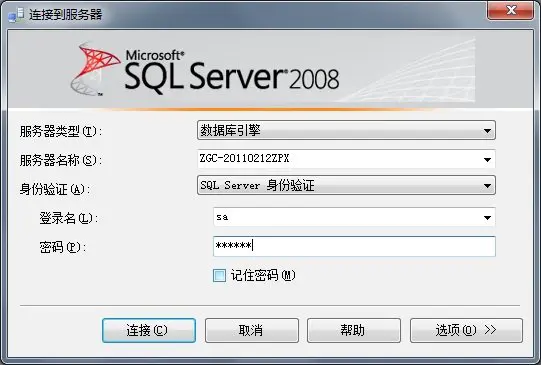 连接到服务器
Microsoft®
SQL Server®2008
服务器类型(T): 数据库引擎
服务器名称(S): ZGC-20110212ZPX
身份验证(A): SQL Server 身份验证
登录名(L): sa
密码(P): ******
记住密码(M)
连接(C) 取消 帮助 选项(O) >>